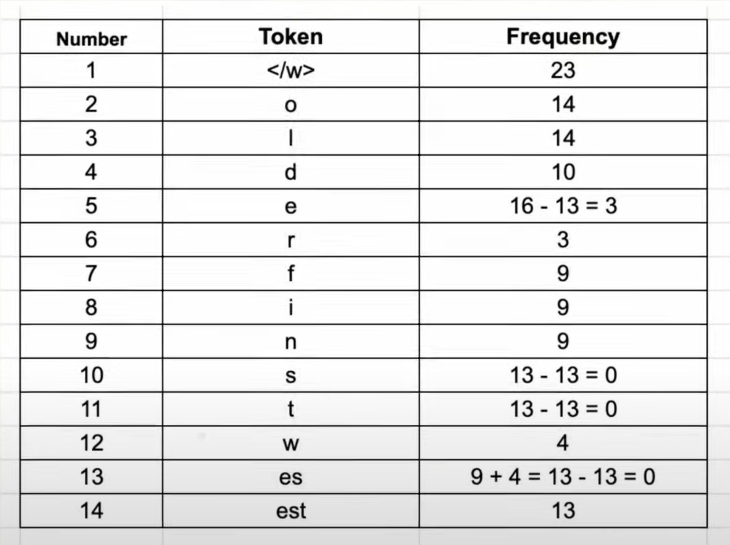 Number Token Frequency
1 </w> 23
2 o 14
3 l 14
4 d 10
5 e 16 - 13 = 3
6 r 3
7 f 9
8 i 9
9 n 9
10 s 13 - 13 = 0
11 t 13 - 13 = 0
12 w 4
13 es 9 + 4 = 13 - 13 = 0
14 est 13